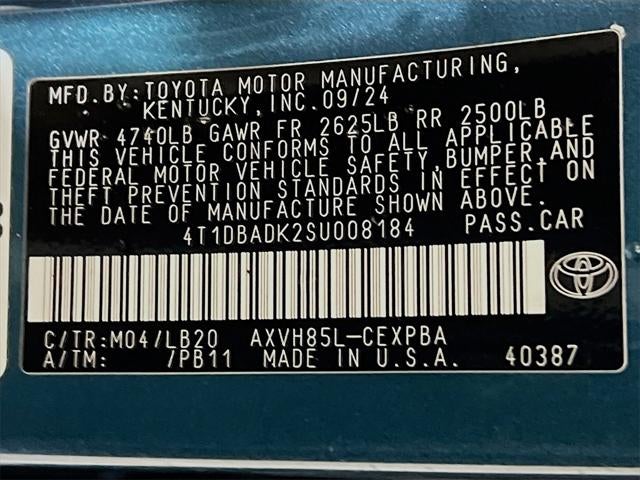 MFD. BY: TOYOTA MOTOR MANUFACTURING,
KENTUCKY, INC. 09/24
GVWR 4740LB GAWR FR 2625LB RR 2500LB
THIS VEHICLE CONFORMS TO ALL APPLICABLE
FEDERAL MOTOR VEHICLE SAFETY, BUMPER, AND
THEFT PREVENTION STANDARDS IN EFFECT ON
THE DATE OF MANUFACTURE SHOWN ABOVE.
4T1DBADK2SU008184 PASS. CAR
C/TR: M04/LB20 AXVH85L-CEXPBA
A/TM: /PB11 MADE IN U.S.A. 40387